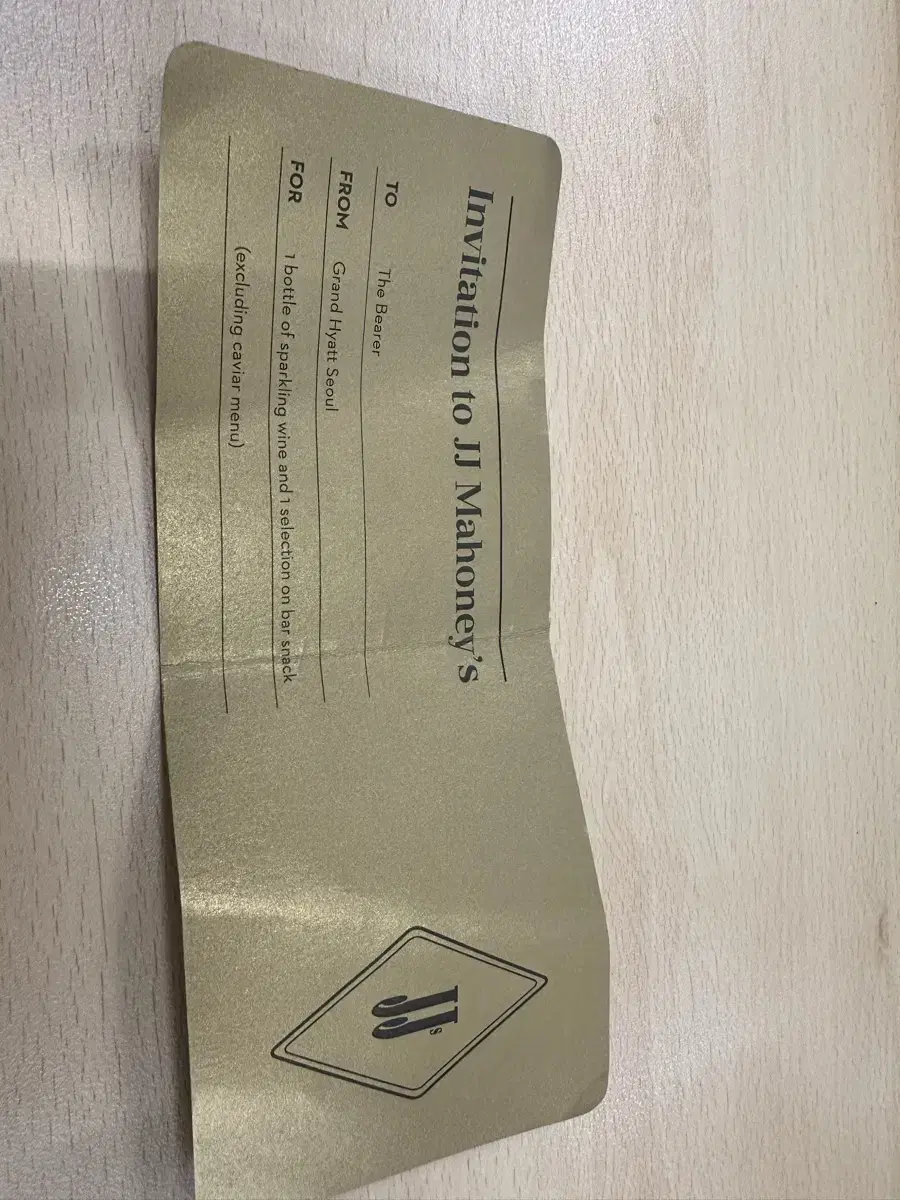 Invitation to JJ Mahoney's
TO The Bearer
FROM Grand Hyatt Seoul
FOR 1 bottle of sparkling wine and 1 selection on bar snack
(excluding caviar menu)
JJ's